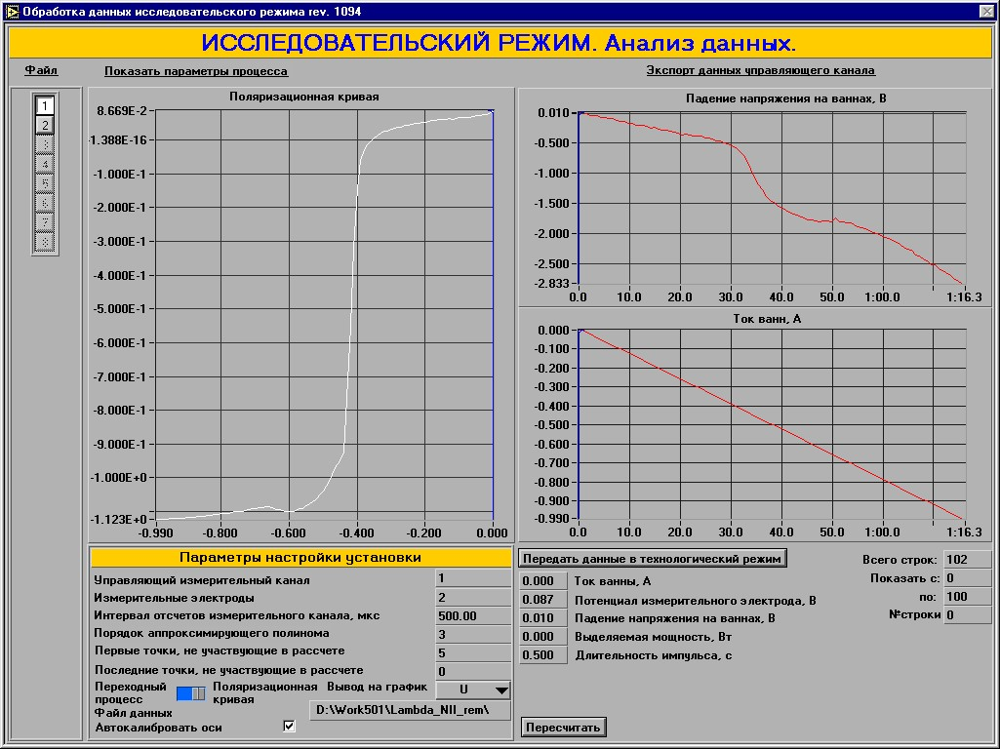 Обработка данных исследовательского режима rev. 1094
ИССЛЕДОВАТЕЛЬСКИЙ РЕЖИМ. Анализ данных.
Файл
Показать параметры процесса
Экспорт данных управляющего канала
1
2
3
4
5
6
7
8
Поляризационная кривая
8.669E-2
-1.388E-16
-1.000E-1
-2.000E-1
-3.000E-1
-4.000E-1
-5.000E-1
-6.000E-1
-7.000E-1
-8.000E-1
-9.000E-1
-1.000E+0
-1.123E+0
-0.990 -0.800 -0.600 -0.400 -0.200 0.000
Падение напряжения на ваннах, В
0.010
-0.500
-1.000
-1.500
-2.000
-2.500
-2.833
0.0 10.0 20.0 30.0 40.0 50.0 1:00.0 1:16.3
Ток ванн, А
0.000
-0.100
-0.200
-0.300
-0.400
-0.500
-0.600
-0.700
-0.800
-0.900
-0.990
0.0 10.0 20.0 30.0 40.0 50.0 1:00.0 1:16.3
Параметры настройки установки
Управляющий измерительный канал 1
Измерительные электроды 2
Интервал отсчетов измерительного канала, мкс 500.00
Порядок аппроксимирующего полинома 3
Первые точки, не участвующие в рассчете 5
Последние точки, не участвующие в рассчете 0
Переходный процесс
Поляризационная кривая
Вывод на график U
Файл данных
D:\Work501\Lambda_NII_rem\
Автокалибровать оси
Передать данные в технологический режим
0.000 Ток ванны, А
0.087 Потенциал измерительного электрода, В
0.010 Падение напряжения на ваннах, В
0.000 Выделяемая мощность, Вт
0.500 Длительность импульса, с
Всего строк: 102
Показать с: 0
по: 100
№строки 0
Пересчитать